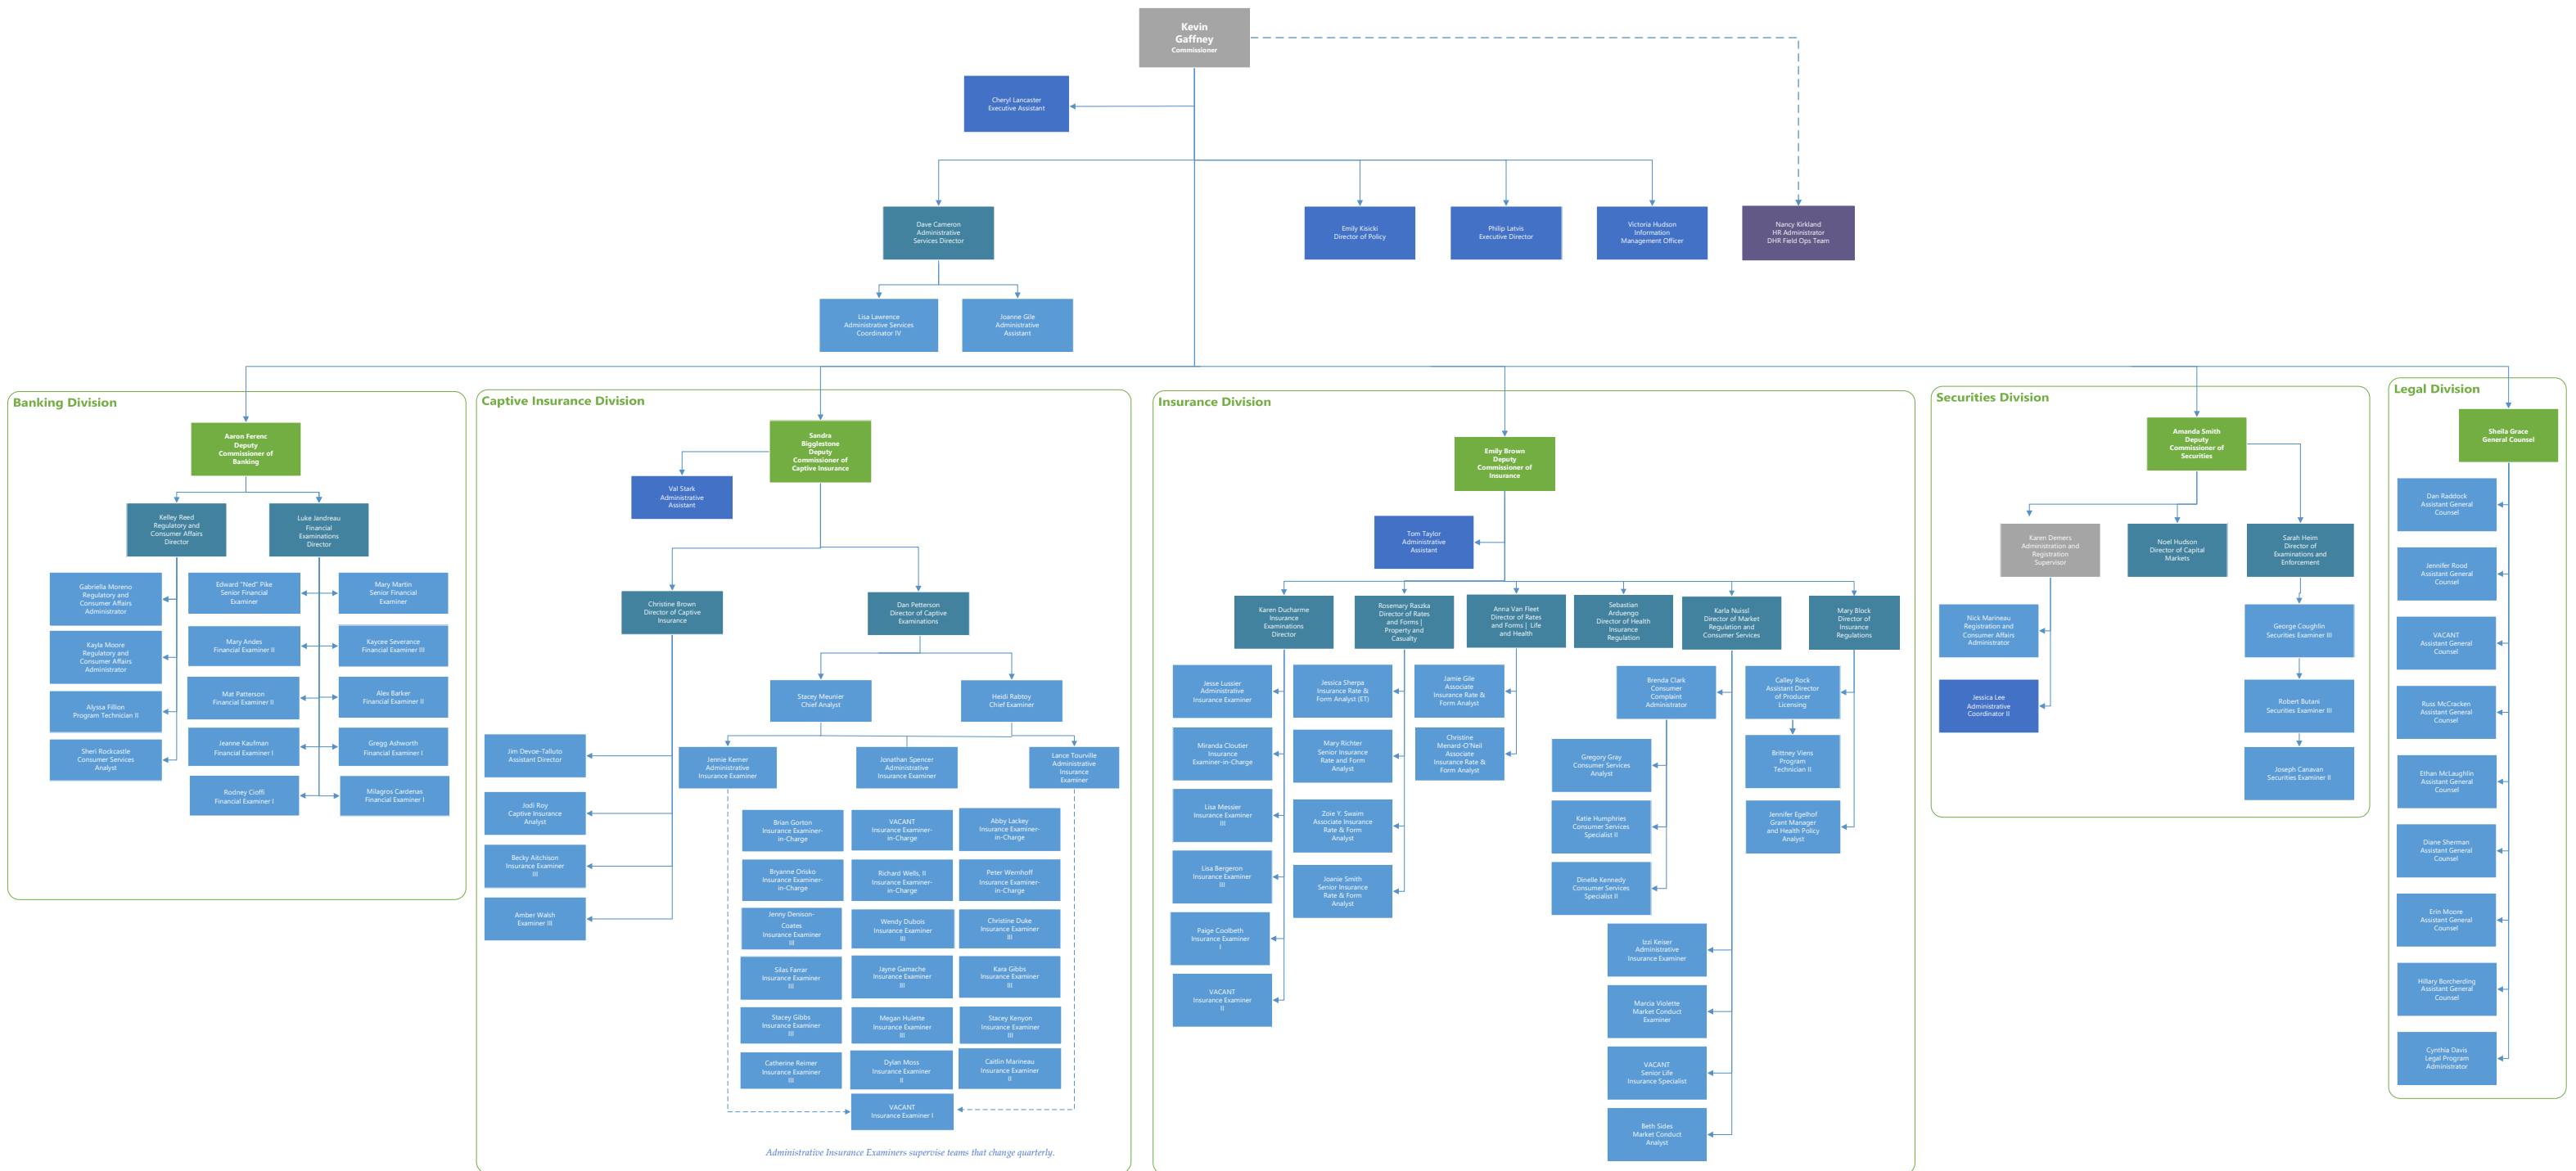 Kevin
Gaffney
Commissioner
Cheryl Lancaster
Executive Assistant
Dave Cameron
Administrative
Services Director
Emily Kisicki
Director of Policy
Philip Latvis
Executive Director
Victoria Hudson
Information
Management Officer
Nancy Kirkland
HR Administrator
DHR Field Ops Team
Lisa Lawrence
Administrative Services
Coordinator IV
Joanne Gile
Administrative
Assistant
Banking Division
Aaron Ferenc
Deputy
Commissioner of
Banking
Kelley Reed
Regulatory and
Consumer Affairs
Director
Luke Jandreau
Financial
Examinations
Director
Gabriella Moreno
Regulatory and
Consumer Affairs
Administrator
Kayla Moore
Regulatory and
Consumer Affairs
Administrator
Alyssa Fillion
Program Technician II
Sheri Rockcastle
Consumer Services
Analyst
Edward "Ned" Pike
Senior Financial
Examiner
Mary Martin
Senior Financial
Examiner
Mary Andes
Financial Examiner II
Kaycee Severance
Financial Examiner III
Mat Patterson
Financial Examiner II
Alex Barker
Financial Examiner II
Jeanne Kaufman
Financial Examiner I
Gregg Ashworth
Financial Examiner I
Rodney Cioffi
Financial Examiner I
Milagros Cardenas
Financial Examiner I
Captive Insurance Division
Sandra
Bigglestone
Deputy
Commissioner of
Captive Insurance
Val Stark
Administrative
Assistant
Christine Brown
Director of Captive
Insurance
Dan Petterson
Director of Captive
Examinations
Stacey Meunier
Chief Analyst
Heidi Rabtoy
Chief Examiner
Jim Devoe-Talluto
Assistant Director
Jodi Roy
Captive Insurance
Analyst
Becky Aitchison
Insurance Examiner
III
Amber Walsh
Examiner III
Jennie Kerner
Administrative
Insurance Examiner
Jonathan Spencer
Administrative
Insurance Examiner
Lance Tourville
Administrative
Insurance
Examiner
Brian Gorton
Insurance Examiner-
in-Charge
VACANT
Insurance Examiner-
in-Charge
Abby Lackey
Insurance Examiner-
in-Charge
Bryanne Orisko
Insurance Examiner-
in-Charge
Richard Wells, II
Insurance Examiner-
in-Charge
Peter Wernhoff
Insurance Examiner-
in-Charge
Jenny Denison-
Coates
Insurance Examiner
III
Wendy Dubois
Insurance Examiner
III
Christine Duke
Insurance Examiner
III
Silas Farrar
Insurance Examiner
III
Jayne Gamache
Insurance Examiner
III
Kara Gibbs
Insurance Examiner
III
Stacey Gibbs
Insurance Examiner
III
Megan Hulette
Insurance Examiner
III
Stacey Kenyon
Insurance Examiner
III
Catherine Reimer
Insurance Examiner
III
Dylan Moss
Insurance Examiner
II
Caitlin Marineau
Insurance Examiner
II
VACANT
Insurance Examiner I
Administrative Insurance Examiners supervise teams that change quarterly.
Insurance Division
Emily Brown
Deputy
Commissioner of
Insurance
Tom Taylor
Administrative
Assistant
Karen Ducharme
Insurance
Examinations
Director
Rosemary Raszka
Director of Rates
and Forms |
Property and
Casualty
Anna Van Fleet
Director of Rates
and Forms | Life
and Health
Sebastian
Arduengo
Director of Health
Insurance
Regulation
Karla Nuissl
Director of Market
Regulation and
Consumer Services
Mary Block
Director of
Insurance
Regulations
Jesse Lussier
Administrative
Insurance Examiner
Miranda Cloutier
Insurance
Examiner-in-Charge
Lisa Messier
Insurance Examiner
III
Lisa Bergeron
Insurance Examiner
III
Paige Coolbeth
Insurance Examiner
I
VACANT
Insurance Examiner
II
Jessica Sherpa
Insurance Rate &
Form Analyst (ET)
Mary Richter
Senior Insurance
Rate and Form
Analyst
Zoie Y. Swaim
Associate Insurance
Rate & Form
Analyst
Joanie Smith
Senior Insurance
Rate & Form
Analyst
Jamie Gile
Associate
Insurance Rate &
Form Analyst
Christine
Menard-O'Neil
Associate
Insurance Rate &
Form Analyst
Brenda Clark
Consumer
Complaint
Administrator
Gregory Gray
Consumer Services
Analyst
Katie Humphries
Consumer Services
Specialist II
Dinelle Kennedy
Consumer Services
Specialist II
Izzi Keiser
Administrative
Insurance Examiner
Marcia Violette
Market Conduct
Examiner
VACANT
Senior Life
Insurance Specialist
Beth Sides
Market Conduct
Analyst
Calley Rock
Assistant Director
of Producer
Licensing
Brittney Viens
Program
Technician II
Jennifer Egelhof
Grant Manager
and Health Policy
Analyst
Securities Division
Amanda Smith
Deputy
Commissioner of
Securities
Karen Demers
Administration and
Registration
Supervisor
Noel Hudson
Director of Capital
Markets
Sarah Heim
Director of
Examinations and
Enforcement
Nick Marineau
Registration and
Consumer Affairs
Administrator
Jessica Lee
Administrative
Coordinator II
George Coughlin
Securities Examiner III
Robert Butani
Securities Examiner III
Joseph Canavan
Securities Examiner II
Legal Division
Sheila Grace
General Counsel
Dan Raddock
Assistant General
Counsel
Jennifer Rood
Assistant General
Counsel
VACANT
Assistant General
Counsel
Russ McCracken
Assistant General
Counsel
Ethan McLaughlin
Assistant General
Counsel
Diane Sherman
Assistant General
Counsel
Erin Moore
Assistant General
Counsel
Hillary Borcherding
Assistant General
Counsel
Cynthia Davis
Legal Program
Administrator